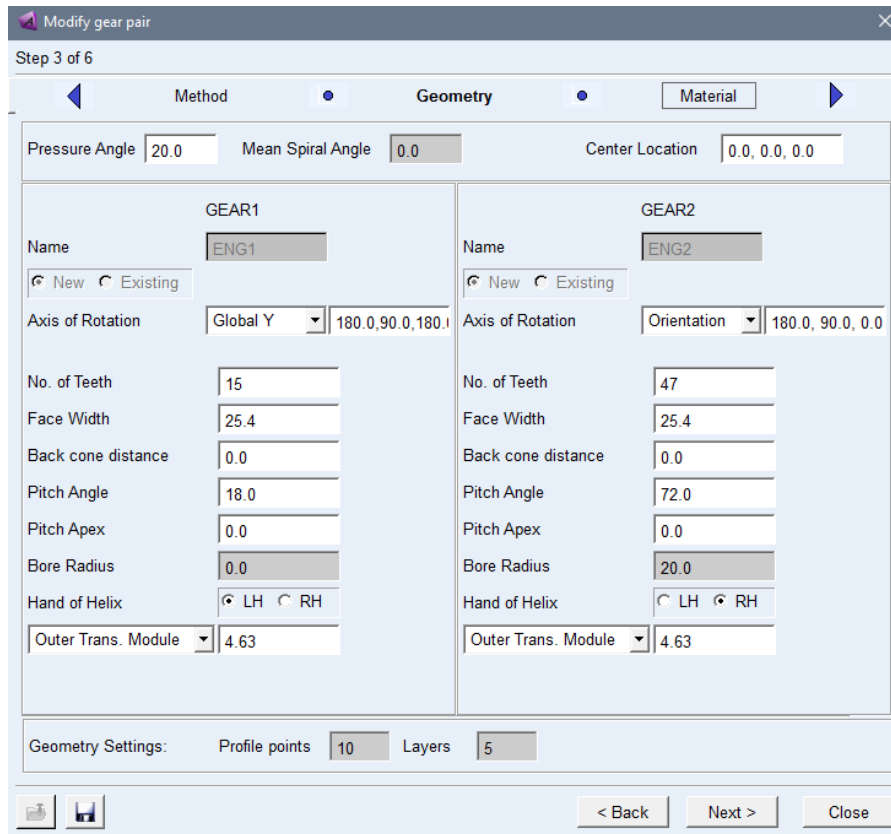 Modify gear pair
Step 3 of 6
Method Geometry Material
Pressure Angle 20.0 Mean Spiral Angle 0.0 Center Location 0.0, 0.0, 0.0
GEAR1 GEAR2
Name ENG1 Name ENG2
New Existing New Existing
Axis of Rotation Global Y 180.0,90.0,180.( Axis of Rotation Orientation 180.0, 90.0, 0.0
No. of Teeth 15 No. of Teeth 47
Face Width 25.4 Face Width 25.4
Back cone distance 0.0 Back cone distance 0.0
Pitch Angle 18.0 Pitch Angle 72.0
Pitch Apex 0.0 Pitch Apex 0.0
Bore Radius 0.0 Bore Radius 20.0
Hand of Helix LH RH Hand of Helix LH RH
Outer Trans. Module 4.63 Outer Trans. Module 4.63
Geometry Settings: Profile points 10 Layers 5
< Back Next > Close